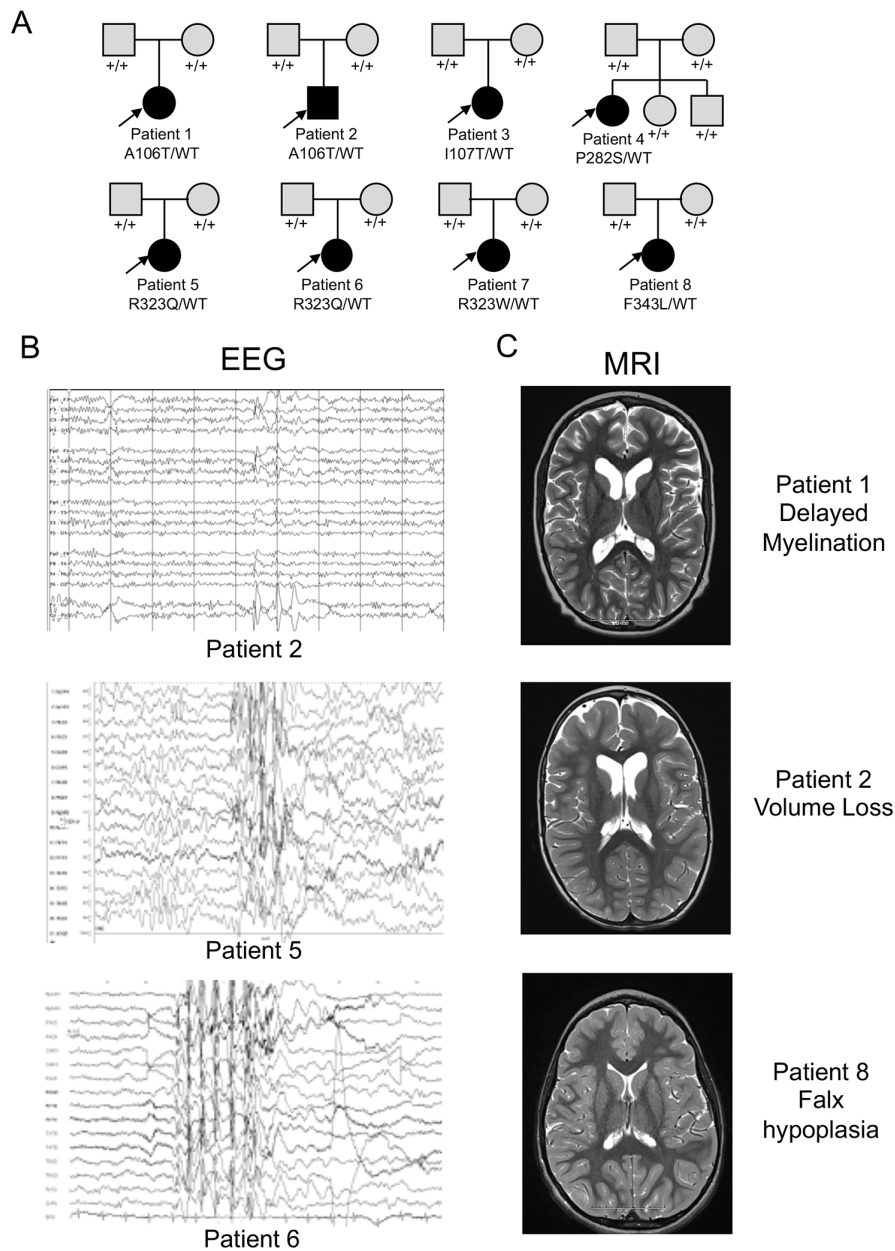 A
+/+ +/+ +/+ +/+ +/+ +/+ +/+ +/+
Patient 1
A106T/WT
Patient 2
A106T/WT
Patient 3
I107T/WT
+/+ +/+
Patient 4
P282S/WT
+/+ +/+ +/+ +/+ +/+ +/+ +/+ +/+
Patient 5
R323Q/WT
Patient 6
R323Q/WT
Patient 7
R323W/WT
Patient 8
F343L/WT
B
EEG
Patient 2
Patient 5
Patient 6
C
MRI
Patient 1
Delayed
Myelination
Patient 2
Volume Loss
Patient 8
Falx
hypoplasia